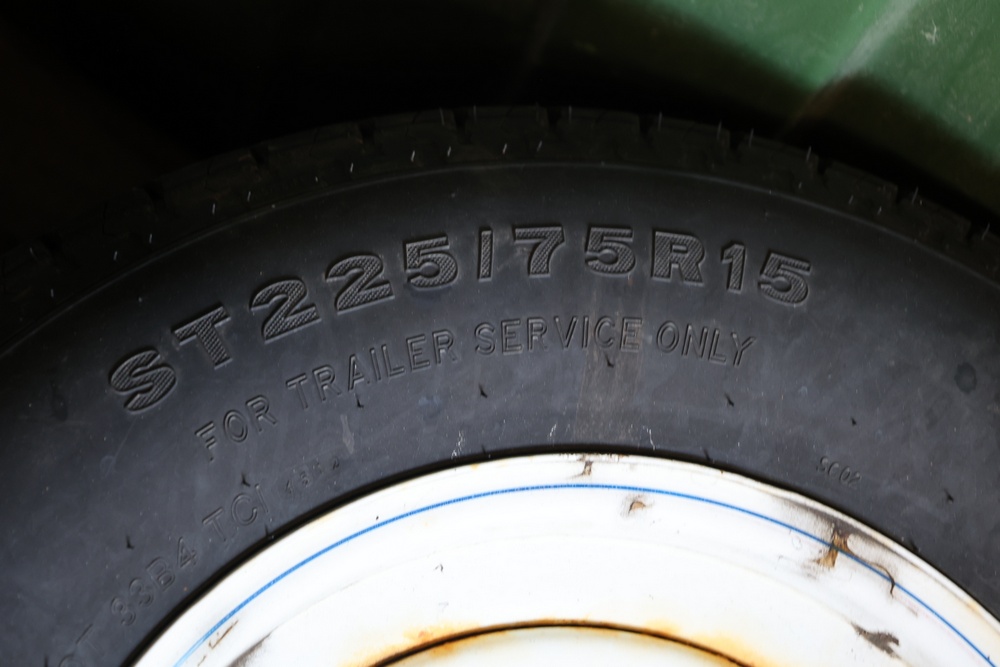 ST225/75R15
FOR TRAILER SERVICE ONLY